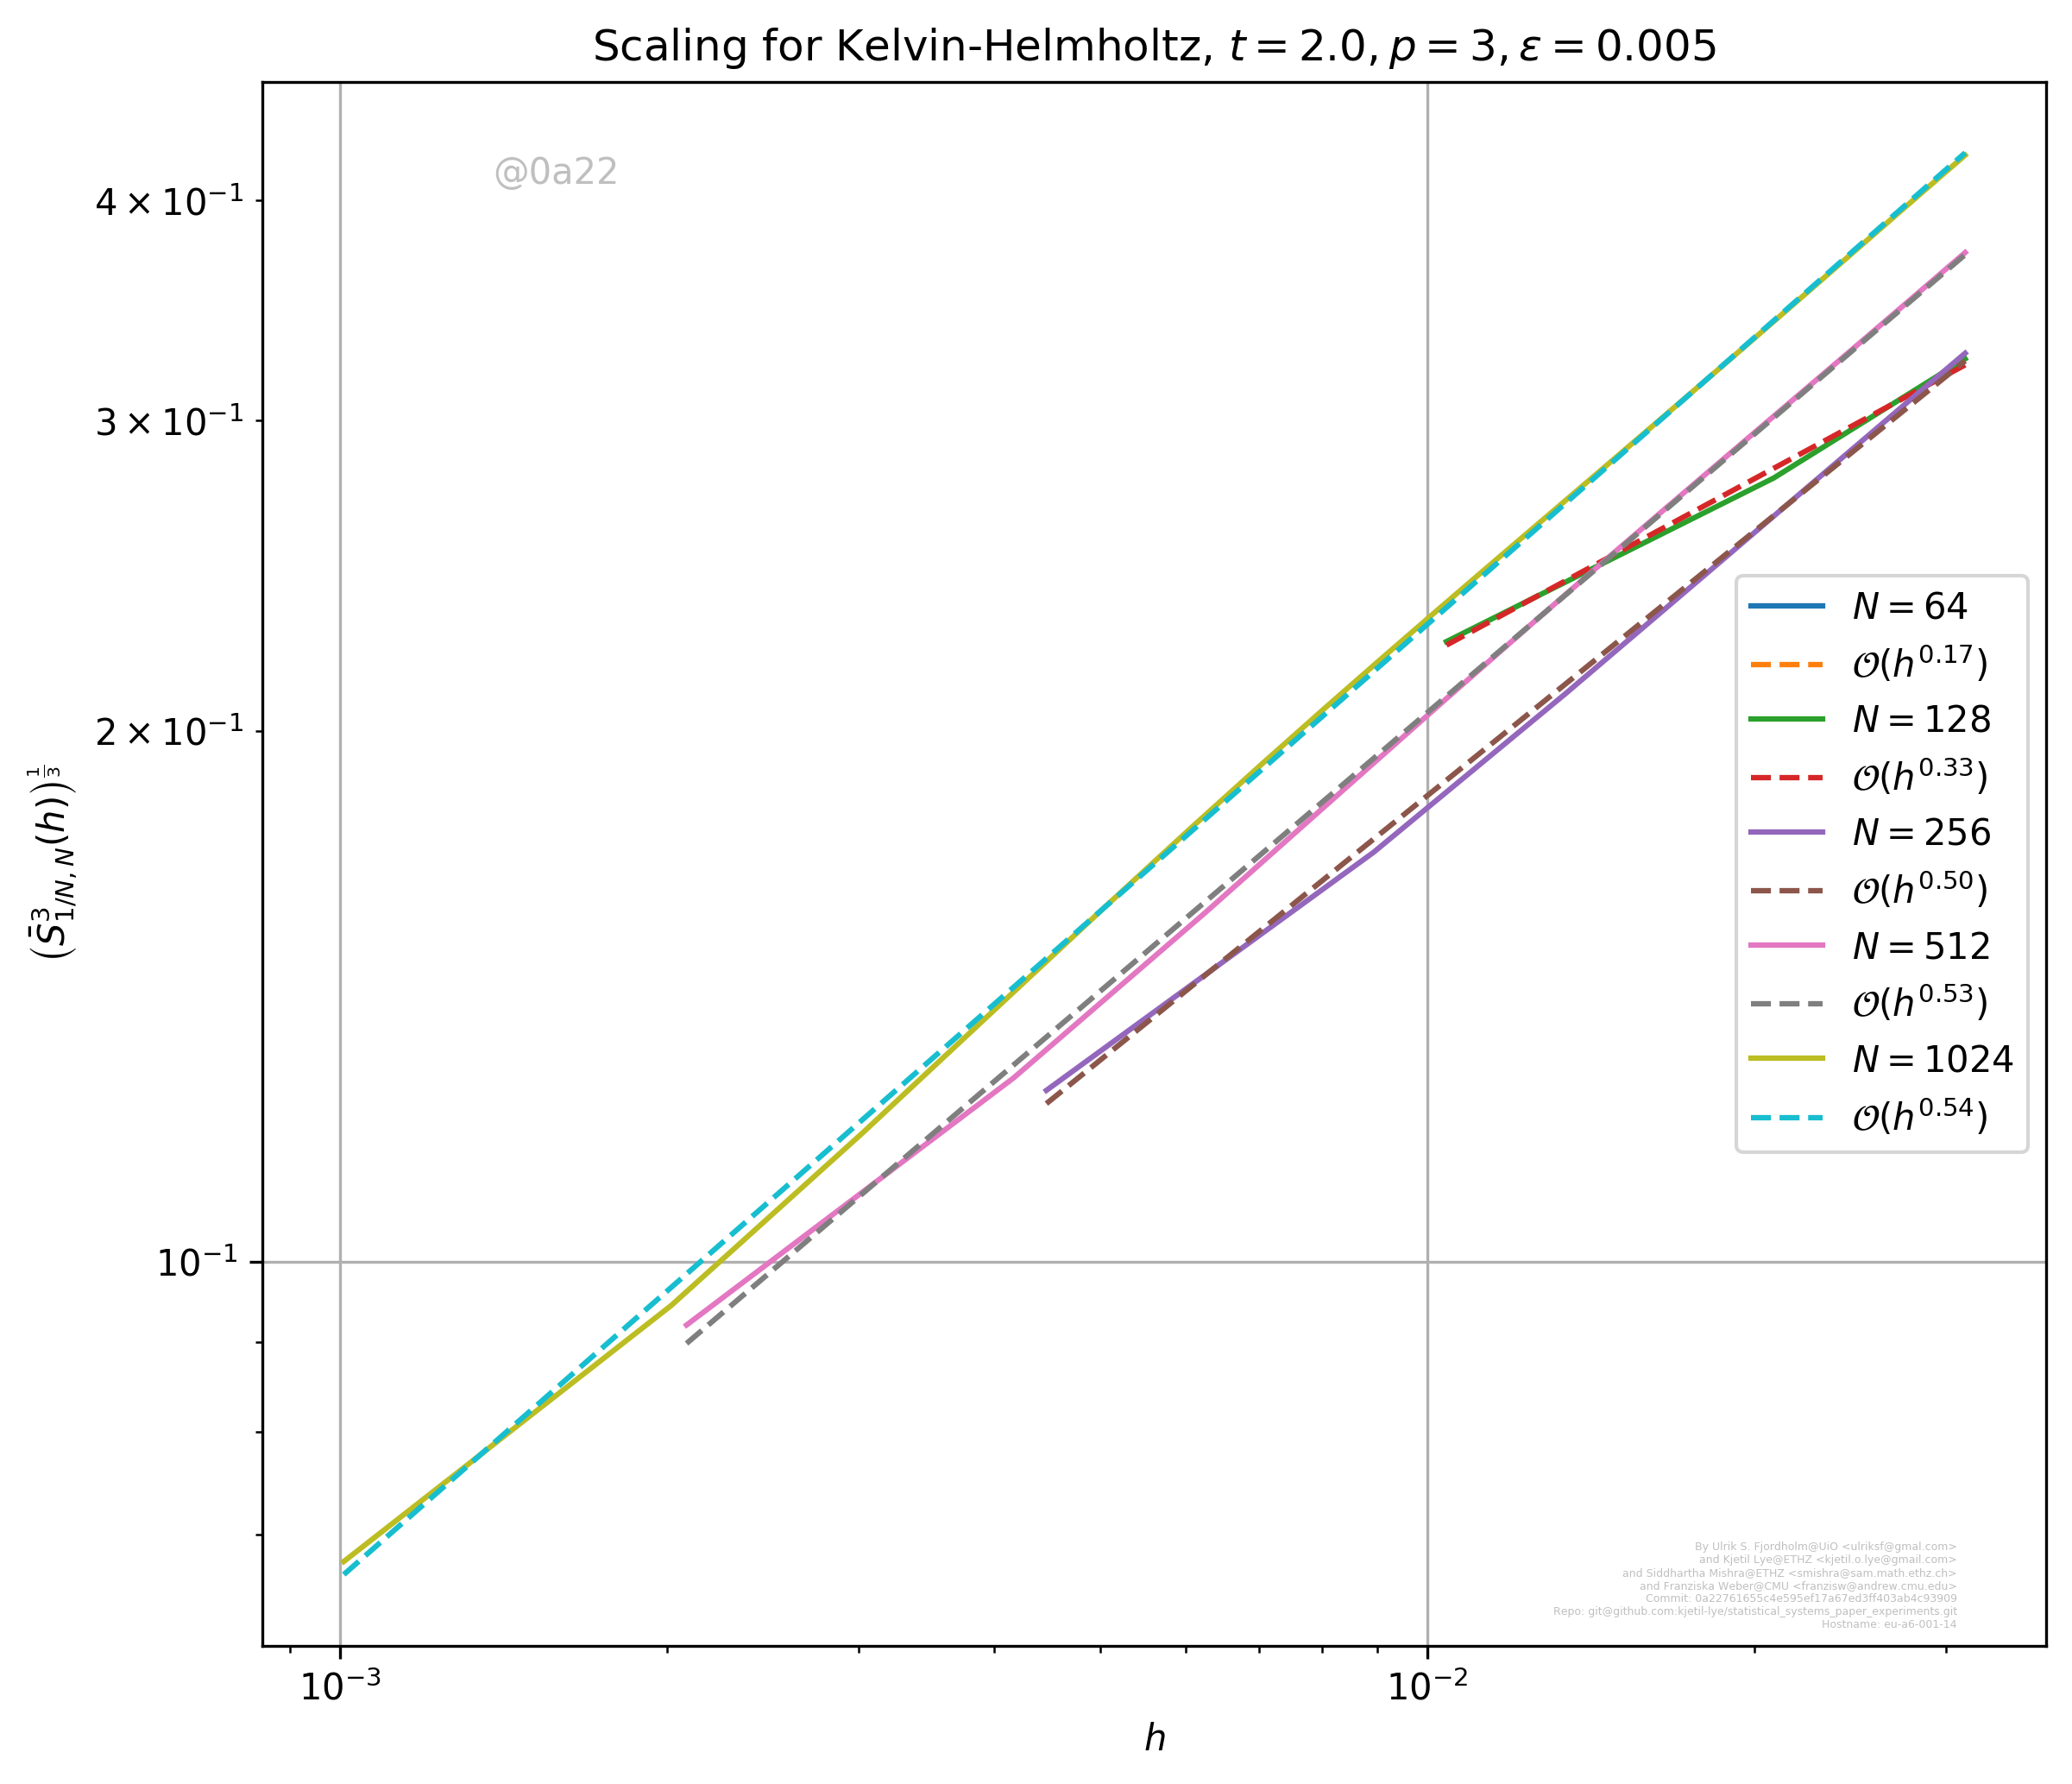 Scaling for Kelvin-Helmholtz, t = 2.0, p = 3, ε = 0.005
@0a22
4 × 10⁻¹
3 × 10⁻¹
2 × 10⁻¹
10⁻¹
(S̄³₁/N,N(h))^(1/3)
N = 64
𝒪(h^0.17)
N = 128
𝒪(h^0.33)
N = 256
𝒪(h^0.50)
N = 512
𝒪(h^0.53)
N = 1024
𝒪(h^0.54)
By Ulrik S. Fjordholm@UiO <ulriksf@gmal.com>
and Kjetil Lye@ETHZ <kjetil.o.lye@gmail.com>
and Siddhartha Mishra@ETHZ <smishra@sam.math.ethz.ch>
and Franziska Weber@CMU <franzisw@andrew.cmu.edu>
Commit: 0a22761655c4e595ef17a67ed3ff403ab4c93909
Repo: git@github.com:kjetil-lye/statistical_systems_paper_experiments.git
Hostname: eu-a6-001-14
10⁻³
10⁻²
h